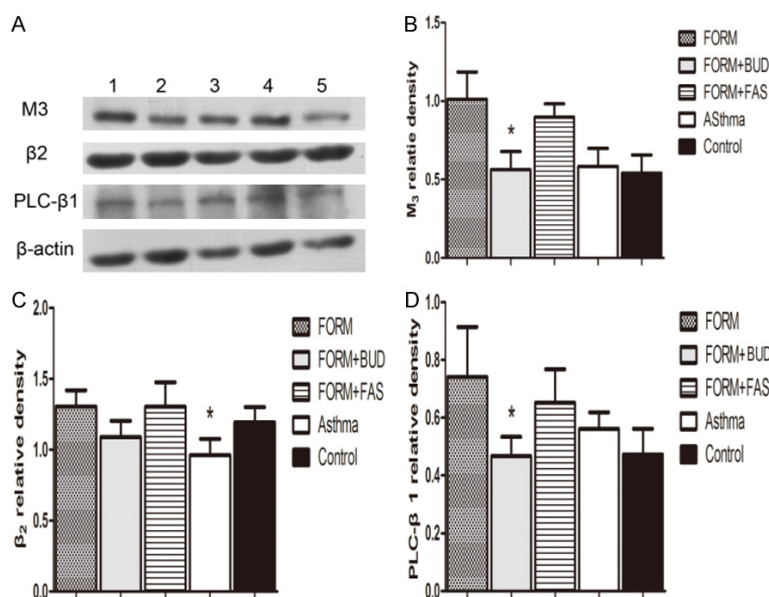 A
1 2 3 4 5
M3
β2
PLC-β1
β-actin
B
M₃ relatie density
1.5
1.0
0.5
0.0
*
FORM
FORM+BUD
FORM+FAS
ASthma
Control
C
β₂ relative density
2.0
1.5
1.0
0.5
0.0
*
FORM
FORM+BUD
FORM+FAS
Asthma
Control
D
PLC-β 1 relative density
1.0
0.8
0.6
0.4
0.2
0.0
*
FORM
FORM+BUD
FORM+FAS
Asthma
Control